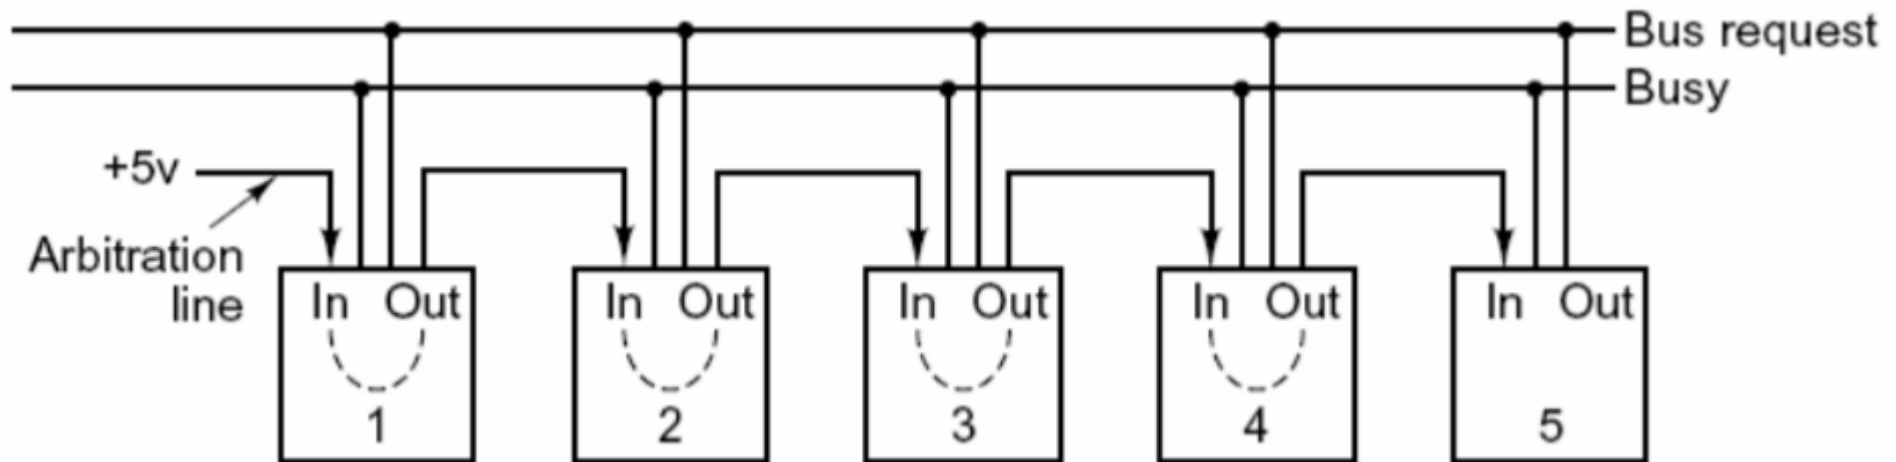 Bus request
Busy
+5v
Arbitration
line
In Out In Out In Out In Out In Out
1 2 3 4 5